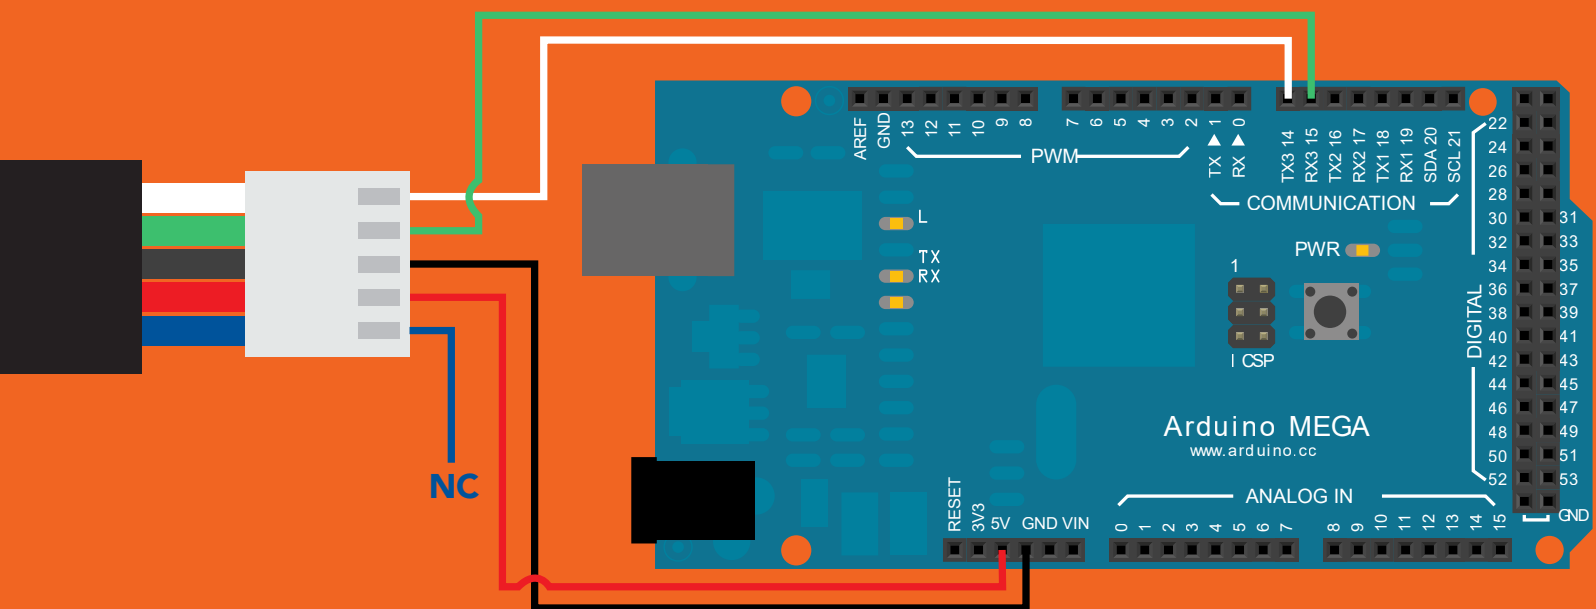 AREF
GND
13
12
11
10
9
8
7
6
5
4
3
2
1
0
TX
RX
PWM
TX3 14
RX3 15
TX2 16
RX2 17
TX1 18
RX1 19
SDA 20
SCL 21
COMMUNICATION
L
TX
RX
PWR
1
ICSP
22
24
26
28
30
32
34
36
38
40
42
44
46
48
50
52
31
33
35
37
39
41
43
45
47
49
51
53
DIGITAL
GND
Arduino MEGA
www.arduino.cc
NC
RESET
3V3
5V
GND
VIN
ANALOG IN
0
1
2
3
4
5
6
7
8
9
10
11
12
13
14
15